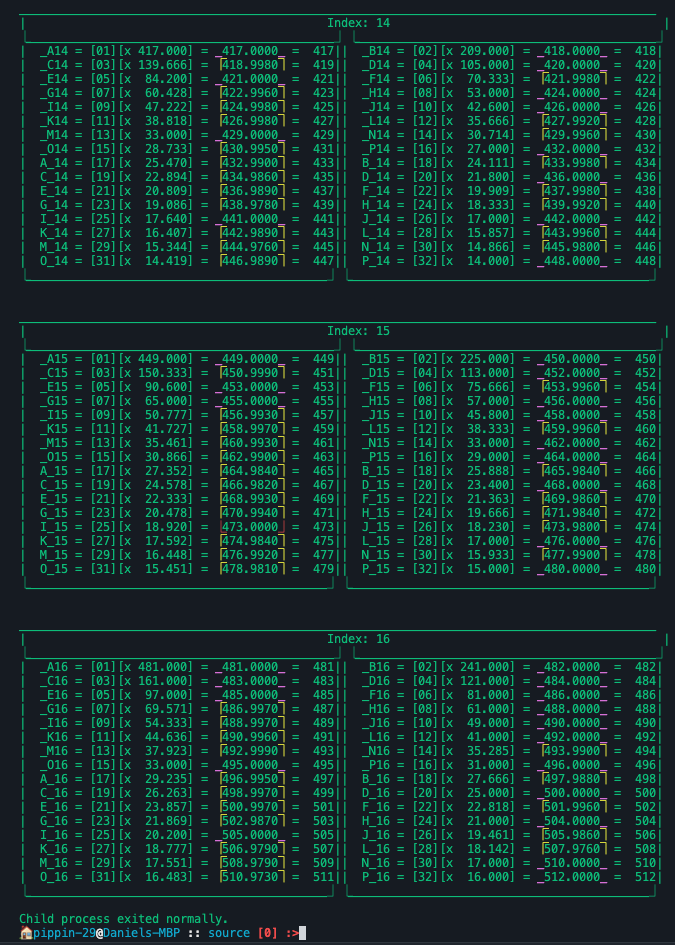 Index: 14
_A14 = [01][x 417.000] = _417.0000_ = 417|| _B14 = [02][x 209.000] = _418.0000_ = 418|
_C14 = [03][x 139.666] = ⌈418.9980⌉ = 419|| _D14 = [04][x 105.000] = _420.0000_ = 420|
_E14 = [05][x 84.200] = _421.0000_ = 421|| _F14 = [06][x 70.333] = ⌈421.9980⌉ = 422|
_G14 = [07][x 60.428] = ⌈422.9960⌉ = 423|| _H14 = [08][x 53.000] = _424.0000_ = 424|
_I14 = [09][x 47.222] = ⌈424.9980⌉ = 425|| _J14 = [10][x 42.600] = _426.0000_ = 426|
_K14 = [11][x 38.818] = ⌈426.9980⌉ = 427|| _L14 = [12][x 35.666] = ⌈427.9920⌉ = 428|
_M14 = [13][x 33.000] = _429.0000_ = 429|| _N14 = [14][x 30.714] = ⌈429.9960⌉ = 430|
_O14 = [15][x 28.733] = ⌈430.9950⌉ = 431|| _P14 = [16][x 27.000] = _432.0000_ = 432|
A_14 = [17][x 25.470] = ⌈432.9900⌉ = 433|| B_14 = [18][x 24.111] = ⌈433.9980⌉ = 434|
C_14 = [19][x 22.894] = ⌈434.9860⌉ = 435|| D_14 = [20][x 21.800] = _436.0000_ = 436|
E_14 = [21][x 20.809] = ⌈436.9890⌉ = 437|| F_14 = [22][x 19.909] = ⌈437.9980⌉ = 438|
G_14 = [23][x 19.086] = ⌈438.9780⌉ = 439|| H_14 = [24][x 18.333] = ⌈439.9920⌉ = 440|
I_14 = [25][x 17.640] = _441.0000_ = 441|| J_14 = [26][x 17.000] = _442.0000_ = 442|
K_14 = [27][x 16.407] = ⌈442.9890⌉ = 443|| L_14 = [28][x 15.857] = ⌈443.9960⌉ = 444|
M_14 = [29][x 15.344] = ⌈444.9760⌉ = 445|| N_14 = [30][x 14.866] = ⌈445.9800⌉ = 446|
O_14 = [31][x 14.419] = ⌈446.9890⌉ = 447|| P_14 = [32][x 14.000] = _448.0000_ = 448|
Index: 15
_A15 = [01][x 449.000] = _449.0000_ = 449|| _B15 = [02][x 225.000] = _450.0000_ = 450|
_C15 = [03][x 150.333] = ⌈450.9990⌉ = 451|| _D15 = [04][x 113.000] = _452.0000_ = 452|
_E15 = [05][x 90.600] = _453.0000_ = 453|| _F15 = [06][x 75.666] = ⌈453.9960⌉ = 454|
_G15 = [07][x 65.000] = _455.0000_ = 455|| _H15 = [08][x 57.000] = _456.0000_ = 456|
_I15 = [09][x 50.777] = ⌈456.9930⌉ = 457|| _J15 = [10][x 45.800] = _458.0000_ = 458|
_K15 = [11][x 41.727] = ⌈458.9970⌉ = 459|| _L15 = [12][x 38.333] = ⌈459.9960⌉ = 460|
_M15 = [13][x 35.461] = ⌈460.9930⌉ = 461|| _N15 = [14][x 33.000] = _462.0000_ = 462|
_O15 = [15][x 30.866] = ⌈462.9900⌉ = 463|| _P15 = [16][x 29.000] = _464.0000_ = 464|
A_15 = [17][x 27.352] = ⌈464.9840⌉ = 465|| B_15 = [18][x 25.888] = ⌈465.9840⌉ = 466|
C_15 = [19][x 24.578] = ⌈466.9820⌉ = 467|| D_15 = [20][x 23.400] = _468.0000_ = 468|
E_15 = [21][x 22.333] = ⌈468.9930⌉ = 469|| F_15 = [22][x 21.363] = ⌈469.9860⌉ = 470|
G_15 = [23][x 20.478] = ⌈470.9940⌉ = 471|| H_15 = [24][x 19.666] = ⌈471.9840⌉ = 472|
I_15 = [25][x 18.920] = |473.0000| = 473|| J_15 = [26][x 18.230] = ⌈473.9800⌉ = 474|
K_15 = [27][x 17.592] = ⌈474.9840⌉ = 475|| L_15 = [28][x 17.000] = _476.0000_ = 476|
M_15 = [29][x 16.448] = ⌈476.9920⌉ = 477|| N_15 = [30][x 15.933] = ⌈477.9900⌉ = 478|
O_15 = [31][x 15.451] = ⌈478.9810⌉ = 479|| P_15 = [32][x 15.000] = _480.0000_ = 480|
Index: 16
_A16 = [01][x 481.000] = _481.0000_ = 481|| _B16 = [02][x 241.000] = _482.0000_ = 482|
_C16 = [03][x 161.000] = _483.0000_ = 483|| _D16 = [04][x 121.000] = _484.0000_ = 484|
_E16 = [05][x 97.000] = _485.0000_ = 485|| _F16 = [06][x 81.000] = _486.0000_ = 486|
_G16 = [07][x 69.571] = ⌈486.9970⌉ = 487|| _H16 = [08][x 61.000] = _488.0000_ = 488|
_I16 = [09][x 54.333] = ⌈488.9970⌉ = 489|| _J16 = [10][x 49.000] = _490.0000_ = 490|
_K16 = [11][x 44.636] = ⌈490.9960⌉ = 491|| _L16 = [12][x 41.000] = _492.0000_ = 492|
_M16 = [13][x 37.923] = ⌈492.9990⌉ = 493|| _N16 = [14][x 35.285] = ⌈493.9900⌉ = 494|
_O16 = [15][x 33.000] = _495.0000_ = 495|| _P16 = [16][x 31.000] = _496.0000_ = 496|
A_16 = [17][x 29.235] = ⌈496.9950⌉ = 497|| B_16 = [18][x 27.666] = ⌈497.9880⌉ = 498|
C_16 = [19][x 26.263] = ⌈498.9970⌉ = 499|| D_16 = [20][x 25.000] = _500.0000_ = 500|
E_16 = [21][x 23.857] = ⌈500.9970⌉ = 501|| F_16 = [22][x 22.818] = ⌈501.9960⌉ = 502|
G_16 = [23][x 21.869] = ⌈502.9870⌉ = 503|| H_16 = [24][x 21.000] = _504.0000_ = 504|
I_16 = [25][x 20.200] = _505.0000_ = 505|| J_16 = [26][x 19.461] = ⌈505.9860⌉ = 506|
K_16 = [27][x 18.777] = ⌈506.9790⌉ = 507|| L_16 = [28][x 18.142] = ⌈507.9760⌉ = 508|
M_16 = [29][x 17.551] = ⌈508.9790⌉ = 509|| N_16 = [30][x 17.000] = _510.0000_ = 510|
O_16 = [31][x 16.483] = ⌈510.9730⌉ = 511|| P_16 = [32][x 16.000] = _512.0000_ = 512|
Child process exited normally.
🏠pippin-29@Daniels-MBP :: source [0] :>